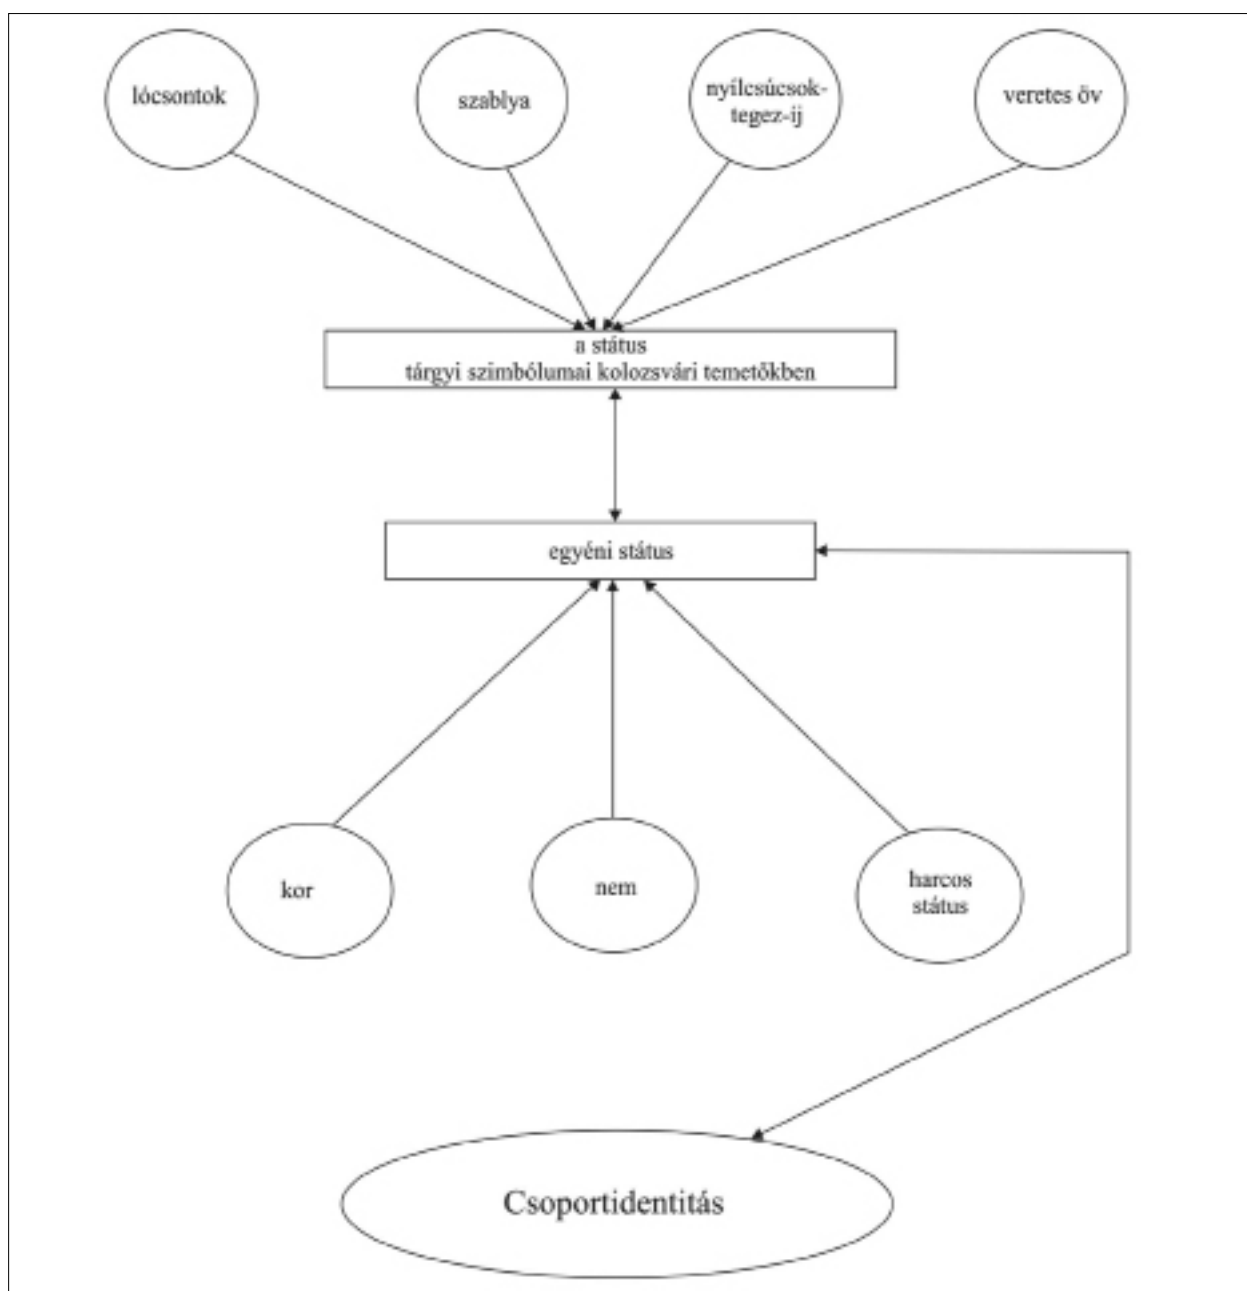 lócsontok
szablya
nyílcsúcsok-
tegez-íj
veretes öv
a státus
tárgyi szimbólumai kolozsvári temetőkben
egyéni státus
kor
nem
harcos
státus
Csoportidentitás